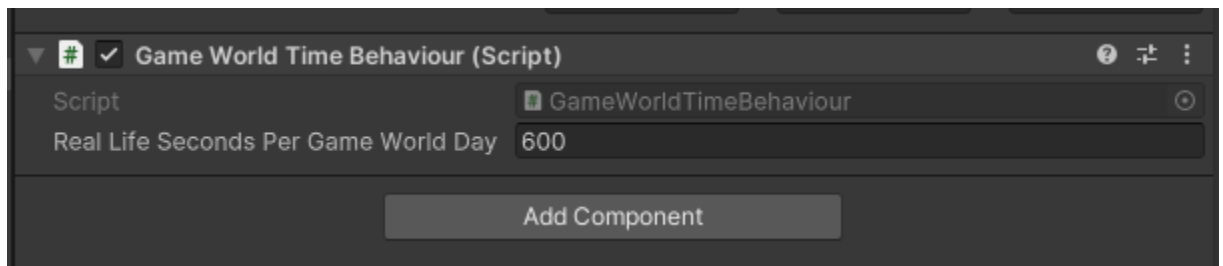 # Game World Time Behaviour (Script)
Script # GameWorldTimeBehaviour
Real Life Seconds Per Game World Day 600
Add Component